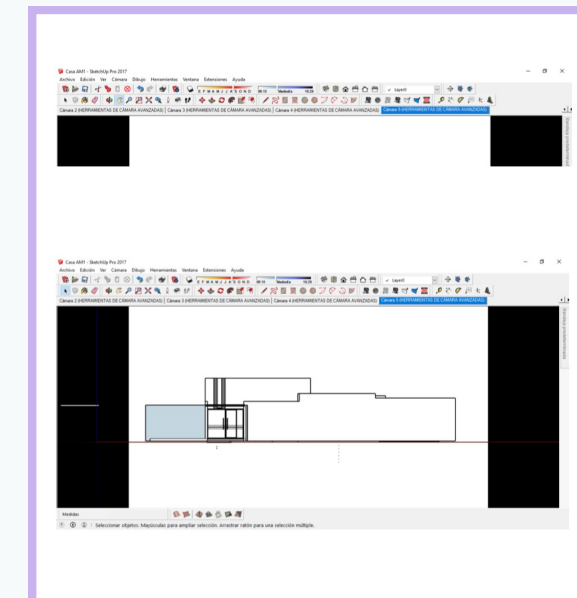 Casa AM1 - SketchUp Pro 2017
Archivo Edición Ver Cámara Dibujo Herramientas Ventana Extensiones Ayuda
E F M A M J J A S O N D Mediodía Layer0
Cámara 2 (HERRAMIENTAS DE CÁMARA AVANZADAS) Cámara 3 (HERRAMIENTAS DE CÁMARA AVANZADAS) Cámara 4 (HERRAMIENTAS DE CÁMARA AVANZADAS) Cámara 5 (HERRAMIENTAS DE CÁMARA AVANZADAS)
Casa AM1 - SketchUp Pro 2017
Archivo Edición Ver Cámara Dibujo Herramientas Ventana Extensiones Ayuda
E F M A M J J A S O N D Mediodía Layer0
Cámara 2 (HERRAMIENTAS DE CÁMARA AVANZADAS) Cámara 3 (HERRAMIENTAS DE CÁMARA AVANZADAS) Cámara 4 (HERRAMIENTAS DE CÁMARA AVANZADAS) Cámara 5 (HERRAMIENTAS DE CÁMARA AVANZADAS)
Bandeja predeterminada
Medidas
Seleccionar objetos. Mayúsculas para ampliar selección. Arrastrar ratón para una selección múltiple.